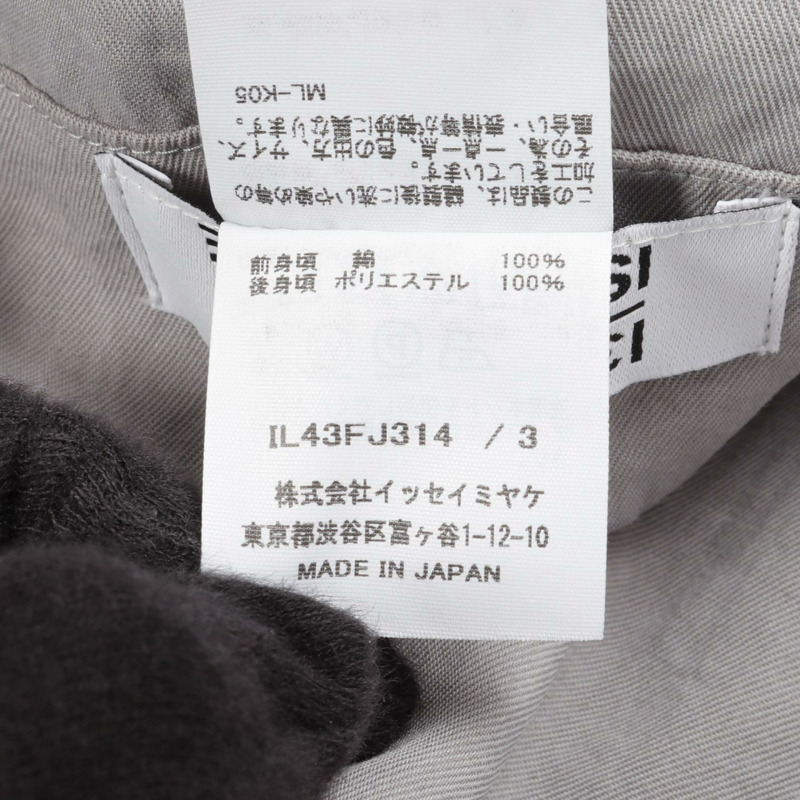 この製品は、縫製後に洗いや染め等の
加工をしています。
その為、一点一点、色の出方、サイズ、
風合い・表情等が微妙に異なります。
ML-K05
前身頃 綿 100%
後身頃 ポリエステル 100%
IL43FJ314 / 3
株式会社イッセイミヤケ
東京都渋谷区富ヶ谷1-12-10
MADE IN JAPAN